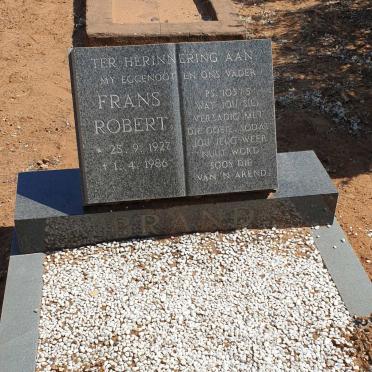 TER HERINNERING AAN
MY EGGENOOT EN ONS VADER
FRANS
ROBERT
* 25. 9. 1927
† 1. 4. 1986
PS. 103:5
WAT JOU SIEL
VERSADIG MET
DIE GOEIE, SODAT
JOU JEUG WEER
NUUT WORD
SOOS DIE
VAN 'N AREND.
BRAND